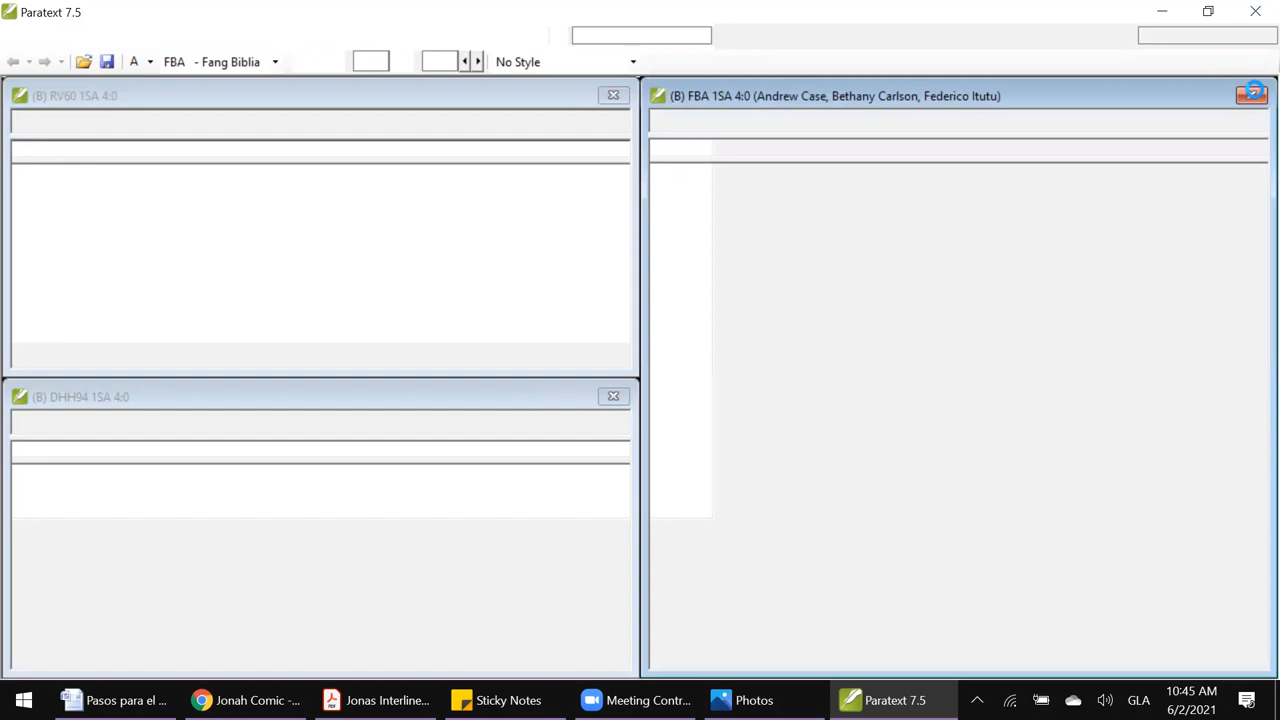 Paratext 7.5
A
FBA - Fang Biblia
No Style
(B) RV60 1SA 4:0
(B) FBA 1SA 4:0 (Andrew Case, Bethany Carlson, Federico Itutu)
(B) DHH94 1SA 4:0
Pasos para el ...
Jonah Comic -...
Jonas Interline...
Sticky Notes
Meeting Contr...
Photos
Paratext 7.5
GLA
10:45 AM
6/2/2021